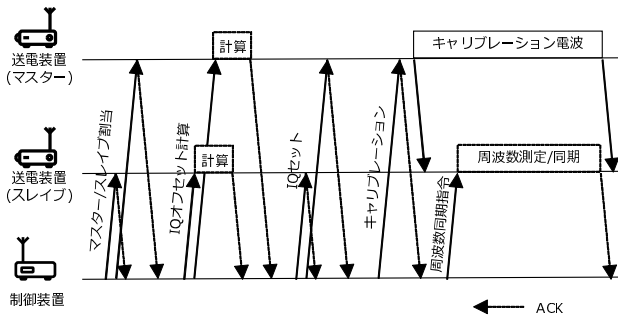 送電装置
(マスター)
計算
キャリブレーション電波
マスター/スレイブ割当
IQオフセット計算
IQセット
キャリブレーション
周波数同期指令
送電装置
(スレイブ)
計算
周波数測定/同期
制御装置
ACK